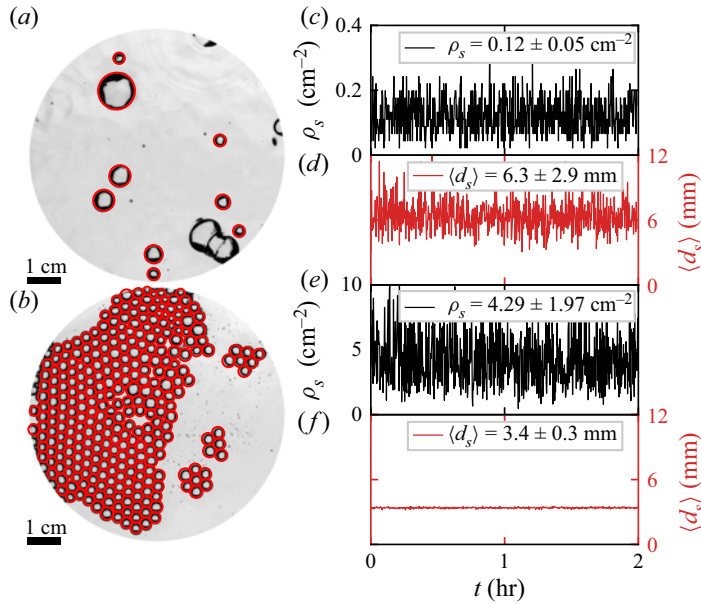 (a)
1 cm
(b)
1 cm
(c)
0.4
0.2
0
ρs (cm−2)
ρs = 0.12 ± 0.05 cm−2
(d)
12
6
0
⟨ds⟩ (mm)
⟨ds⟩ = 6.3 ± 2.9 mm
(e)
10
5
0
ρs (cm−2)
ρs = 4.29 ± 1.97 cm−2
(f)
12
6
0
⟨ds⟩ (mm)
⟨ds⟩ = 3.4 ± 0.3 mm
0 1 2
t (hr)